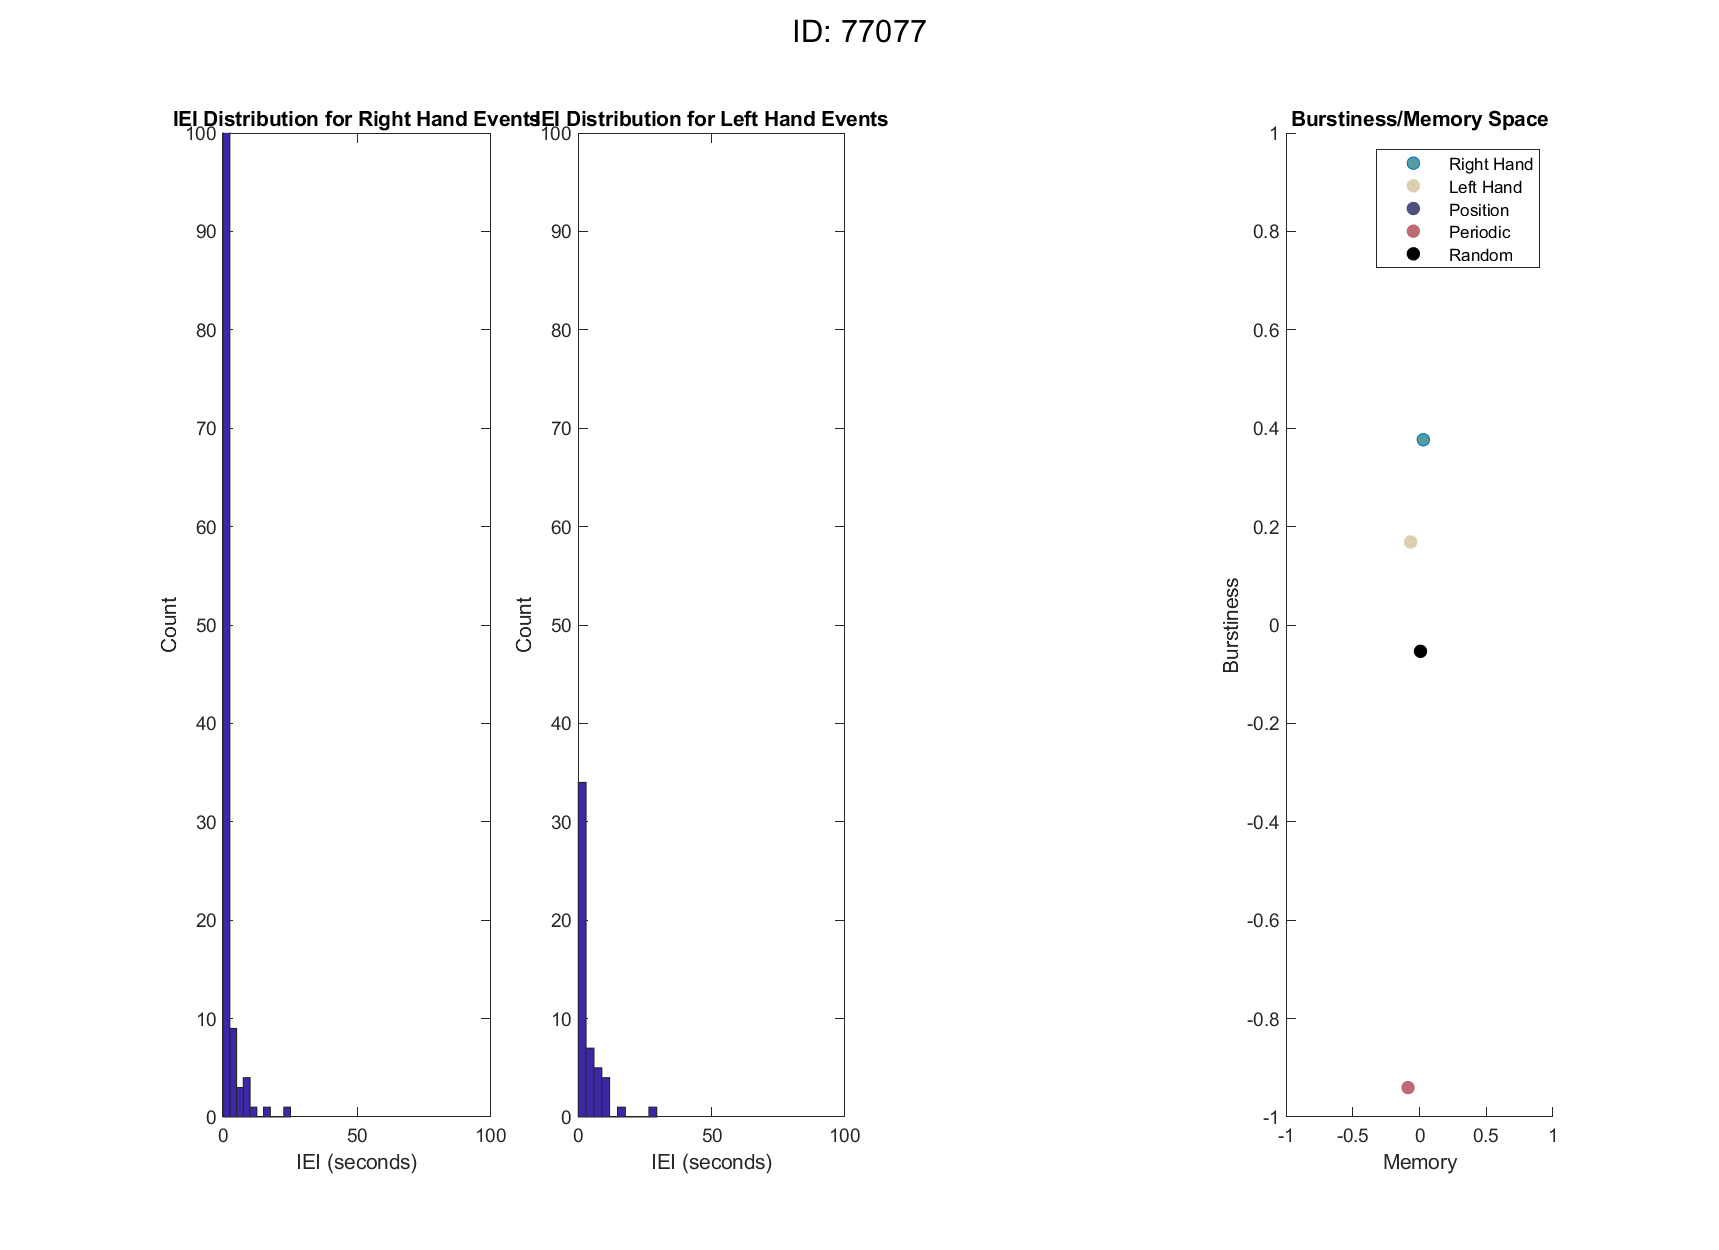 ID: 77077
IEI Distribution for Right Hand Events
100
90
80
70
60
50
40
30
20
10
0
Count
0 50 100
IEI (seconds)
IEI Distribution for Left Hand Events
100
90
80
70
60
50
40
30
20
10
0
Count
0 50 100
IEI (seconds)
Burstiness/Memory Space
Right Hand
Left Hand
Position
Periodic
Random
1
0.8
0.6
0.4
0.2
0
-0.2
-0.4
-0.6
-0.8
-1
Burstiness
-1 -0.5 0 0.5 1
Memory